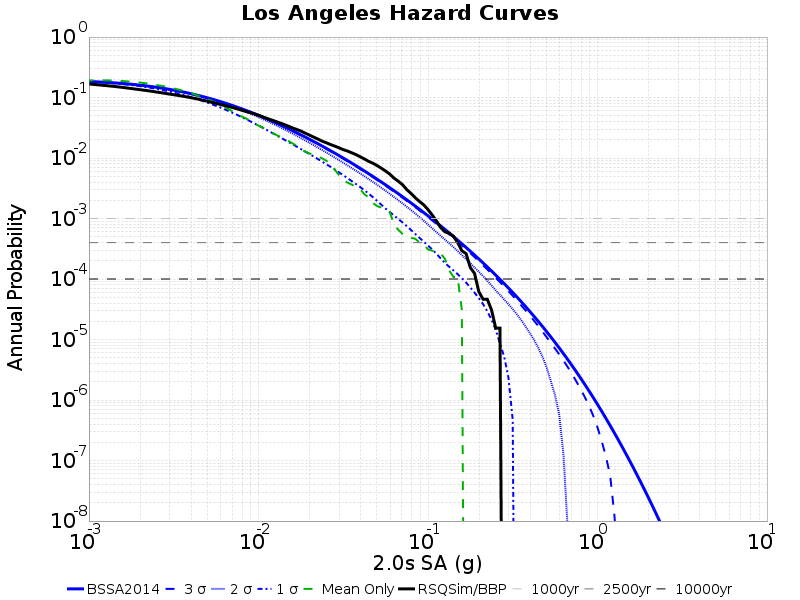 Los Angeles Hazard Curves
Annual Probability
10^0
10^-1
10^-2
10^-3
10^-4
10^-5
10^-6
10^-7
10^-8
10^-3 10^-2 10^-1 10^0 10^1
2.0s SA (g)
BSSA2014 3 σ 2 σ 1 σ Mean Only RSQSim/BBP 1000yr 2500yr 10000yr